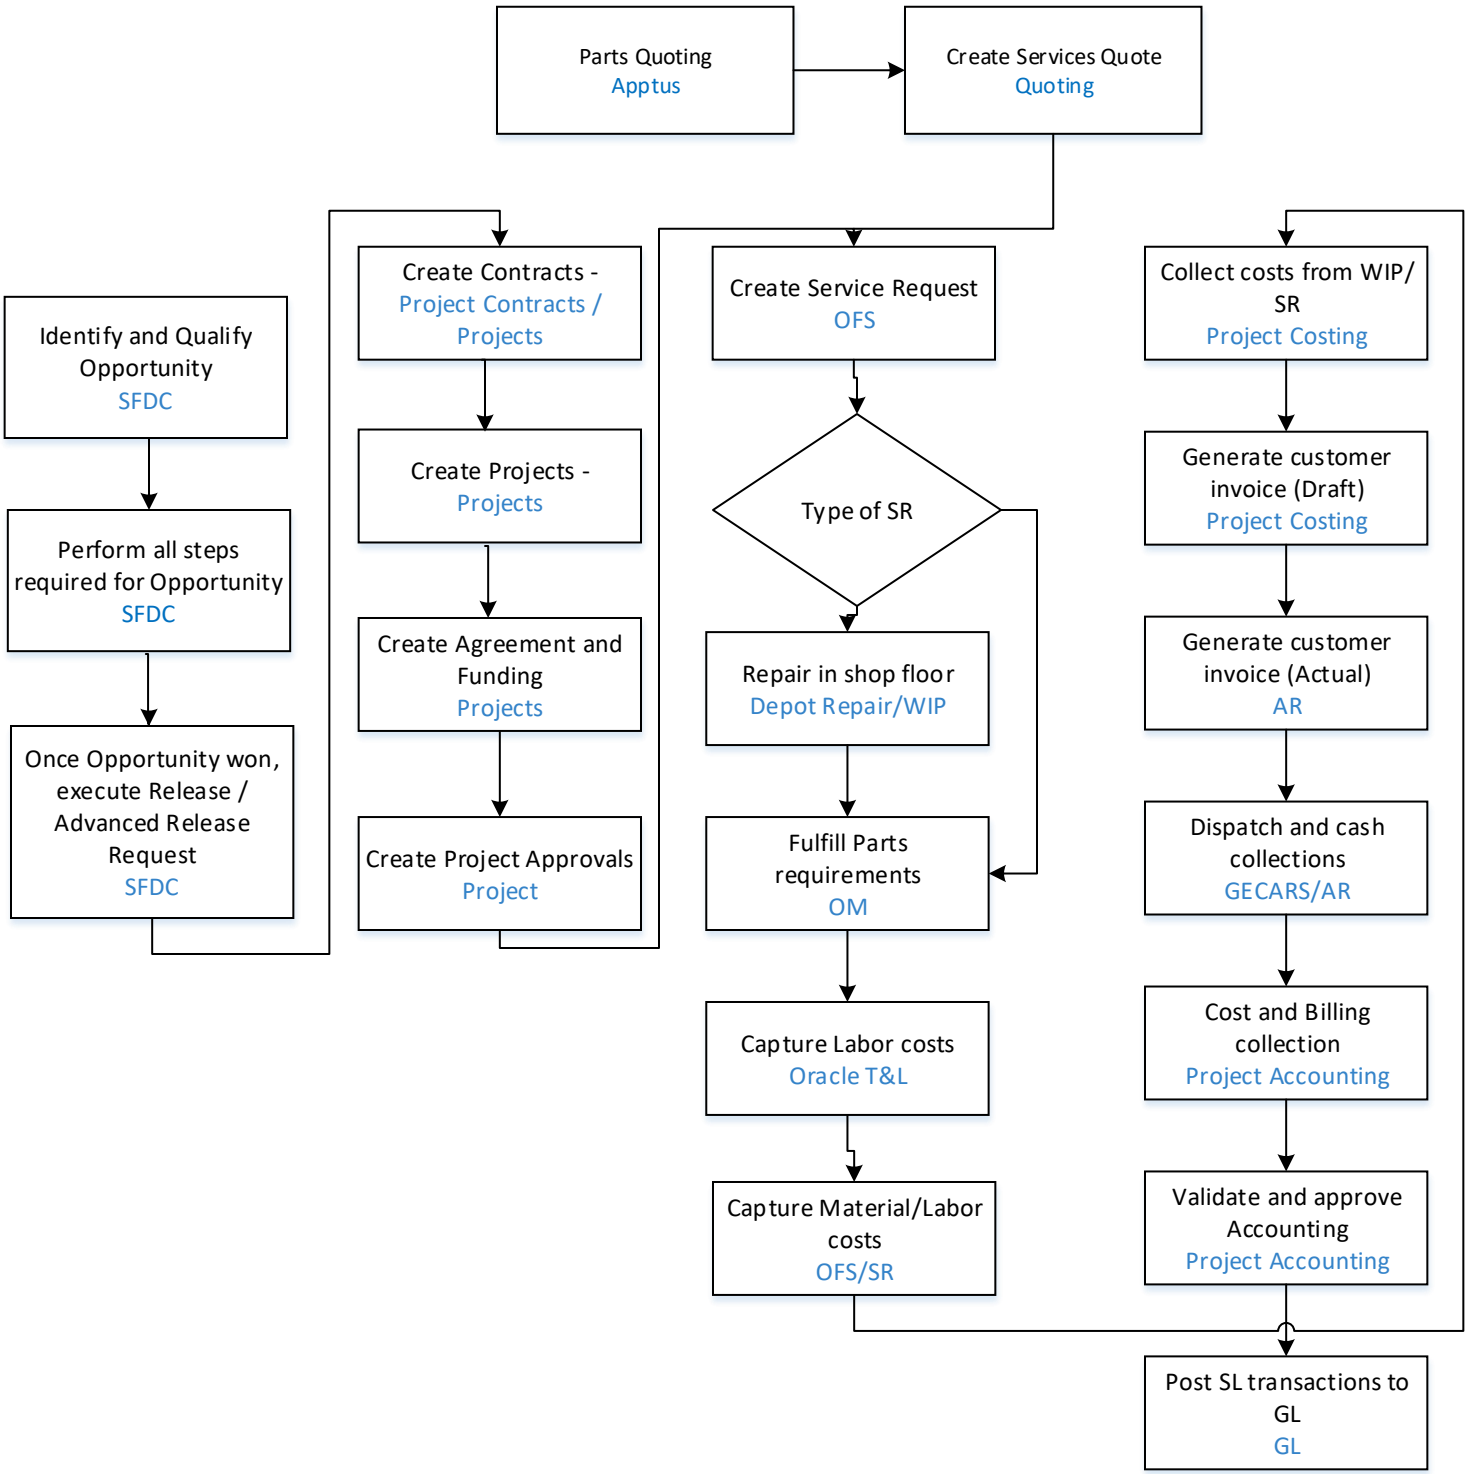 Parts Quoting
Apptus
Create Services Quote
Quoting
Identify and Qualify
Opportunity
SFDC
Perform all steps
required for Opportunity
SFDC
Once Opportunity won,
execute Release /
Advanced Release
Request
SFDC
Create Contracts -
Project Contracts /
Projects
Create Projects -
Projects
Create Agreement and
Funding
Projects
Create Project Approvals
Project
Create Service Request
OFS
Type of SR
Repair in shop floor
Depot Repair/WIP
Fulfill Parts
requirements
OM
Capture Labor costs
Oracle T&L
Capture Material/Labor
costs
OFS/SR
Collect costs from WIP/
SR
Project Costing
Generate customer
invoice (Draft)
Project Costing
Generate customer
invoice (Actual)
AR
Dispatch and cash
collections
GECARS/AR
Cost and Billing
collection
Project Accounting
Validate and approve
Accounting
Project Accounting
Post SL transactions to
GL
GL